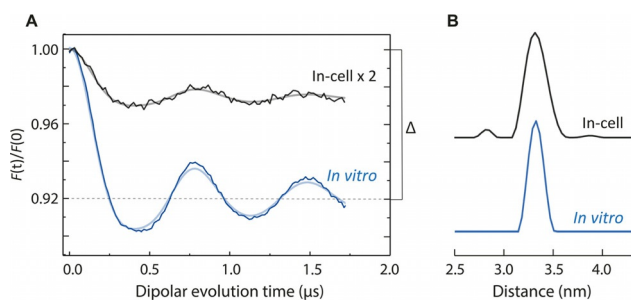 A
B
1.00
0.96
0.92
F(t)/F(0)
In-cell x 2
In vitro
Δ
0.0 0.5 1.0 1.5 2.0
Dipolar evolution time (μs)
In-cell
In vitro
2.5 3.0 3.5 4.0
Distance (nm)